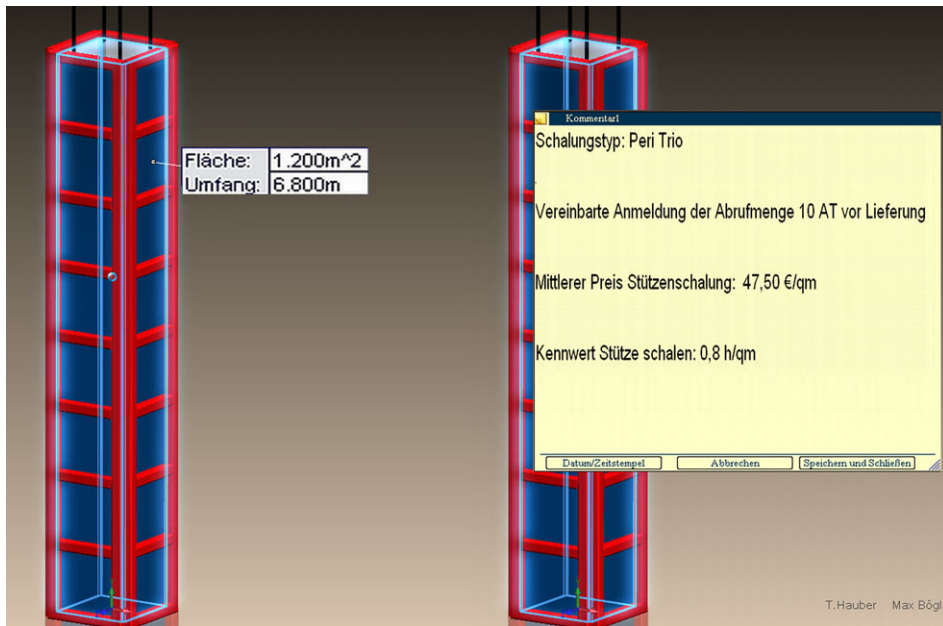 Fläche: 1.200m^2
Umfang: 6.800m
Kommentar1
Schalungstyp: Peri Trio
Vereinbarte Anmeldung der Abrufmenge 10 AT vor Lieferung
Mittlerer Preis Stützenschalung: 47,50 €/qm
Kennwert Stütze schalen: 0,8 h/qm
Datum/Zeitstempel Abbrechen Speichern und Schließen
T.Hauber Max Bögl